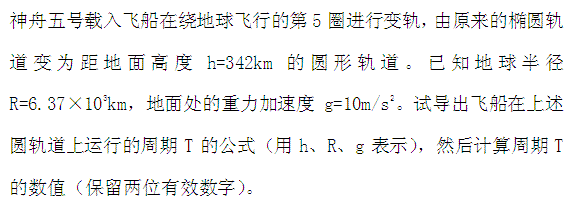 神舟五号载入飞船在绕地球飞行的第5圈进行变轨，由原来的椭圆轨
道变为距地面高度 h=342km 的圆形轨道。已知地球半径
R=6.37×10³km，地面处的重力加速度 g=10m/s²。试导出飞船在上述
圆轨道上运行的周期T的公式（用h、R、g表示），然后计算周期T
的数值（保留两位有效数字）。